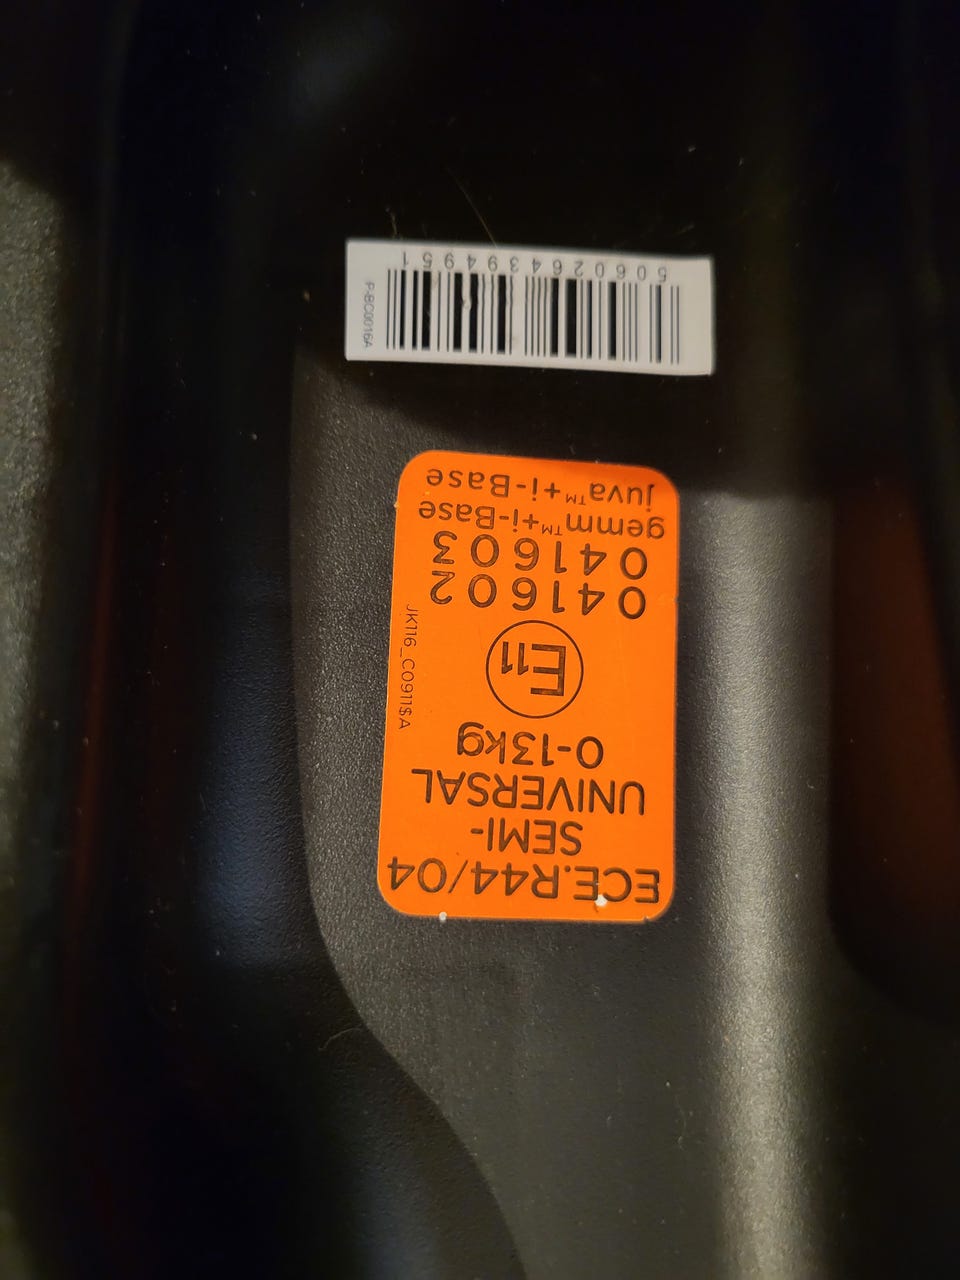 ECE.R44/04
SEMI-
UNIVERSAL
0-13kg
E11
041602
041603
gemm™+i-Base
juva™+i-Base
JK116_C0911$A
5060264394951
P-BC0016A